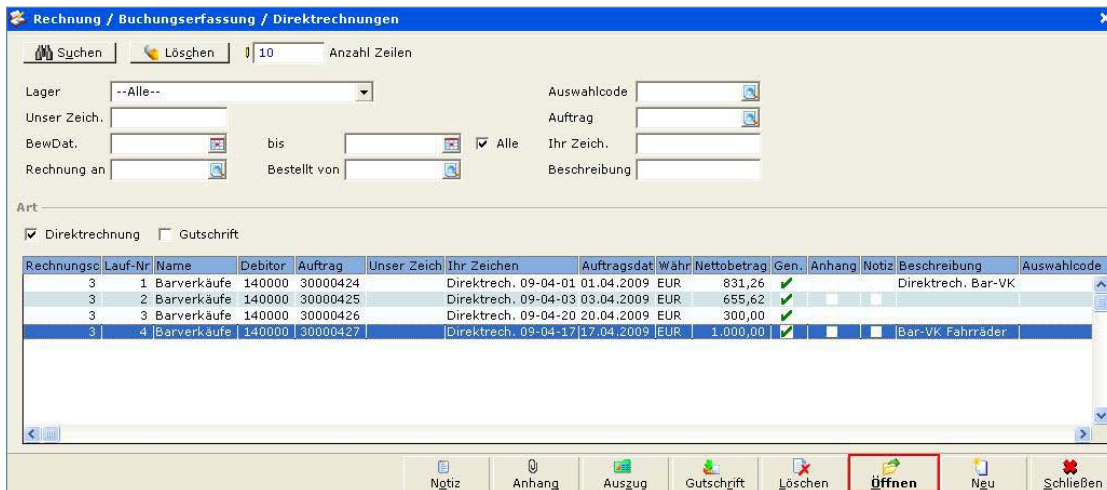 Rechnung / Buchungserfassung / Direktrechnungen
Suchen Löschen 10 Anzahl Zeilen
Lager --Alle-- Auswahlcode
Unser Zeich. Auftrag
BewDat. bis Alle Ihr Zeich.
Rechnung an Bestellt von Beschreibung
Art
Direktrechnung Gutschrift
Rechnungsc Lauf-Nr Name Debitor Auftrag Unser Zeich Ihr Zeichen Auftragsdat Währ Nettobetrag Gen. Anhang Notiz Beschreibung Auswahlcode
3 1 Barverkäufe 140000 30000424 Direktrech. 09-04-01 01.04.2009 EUR 831,26 Direktrech. Bar-VK
3 2 Barverkäufe 140000 30000425 Direktrech. 09-04-03 03.04.2009 EUR 655,62
3 3 Barverkäufe 140000 30000426 Direktrech. 09-04-20 20.04.2009 EUR 300,00
3 4 Barverkäufe 140000 30000427 Direktrech. 09-04-17 17.04.2009 EUR 1.000,00 Bar-VK Fahrräder
Notiz Anhang Auszug Gutschrift Löschen Öffnen Neu Schließen